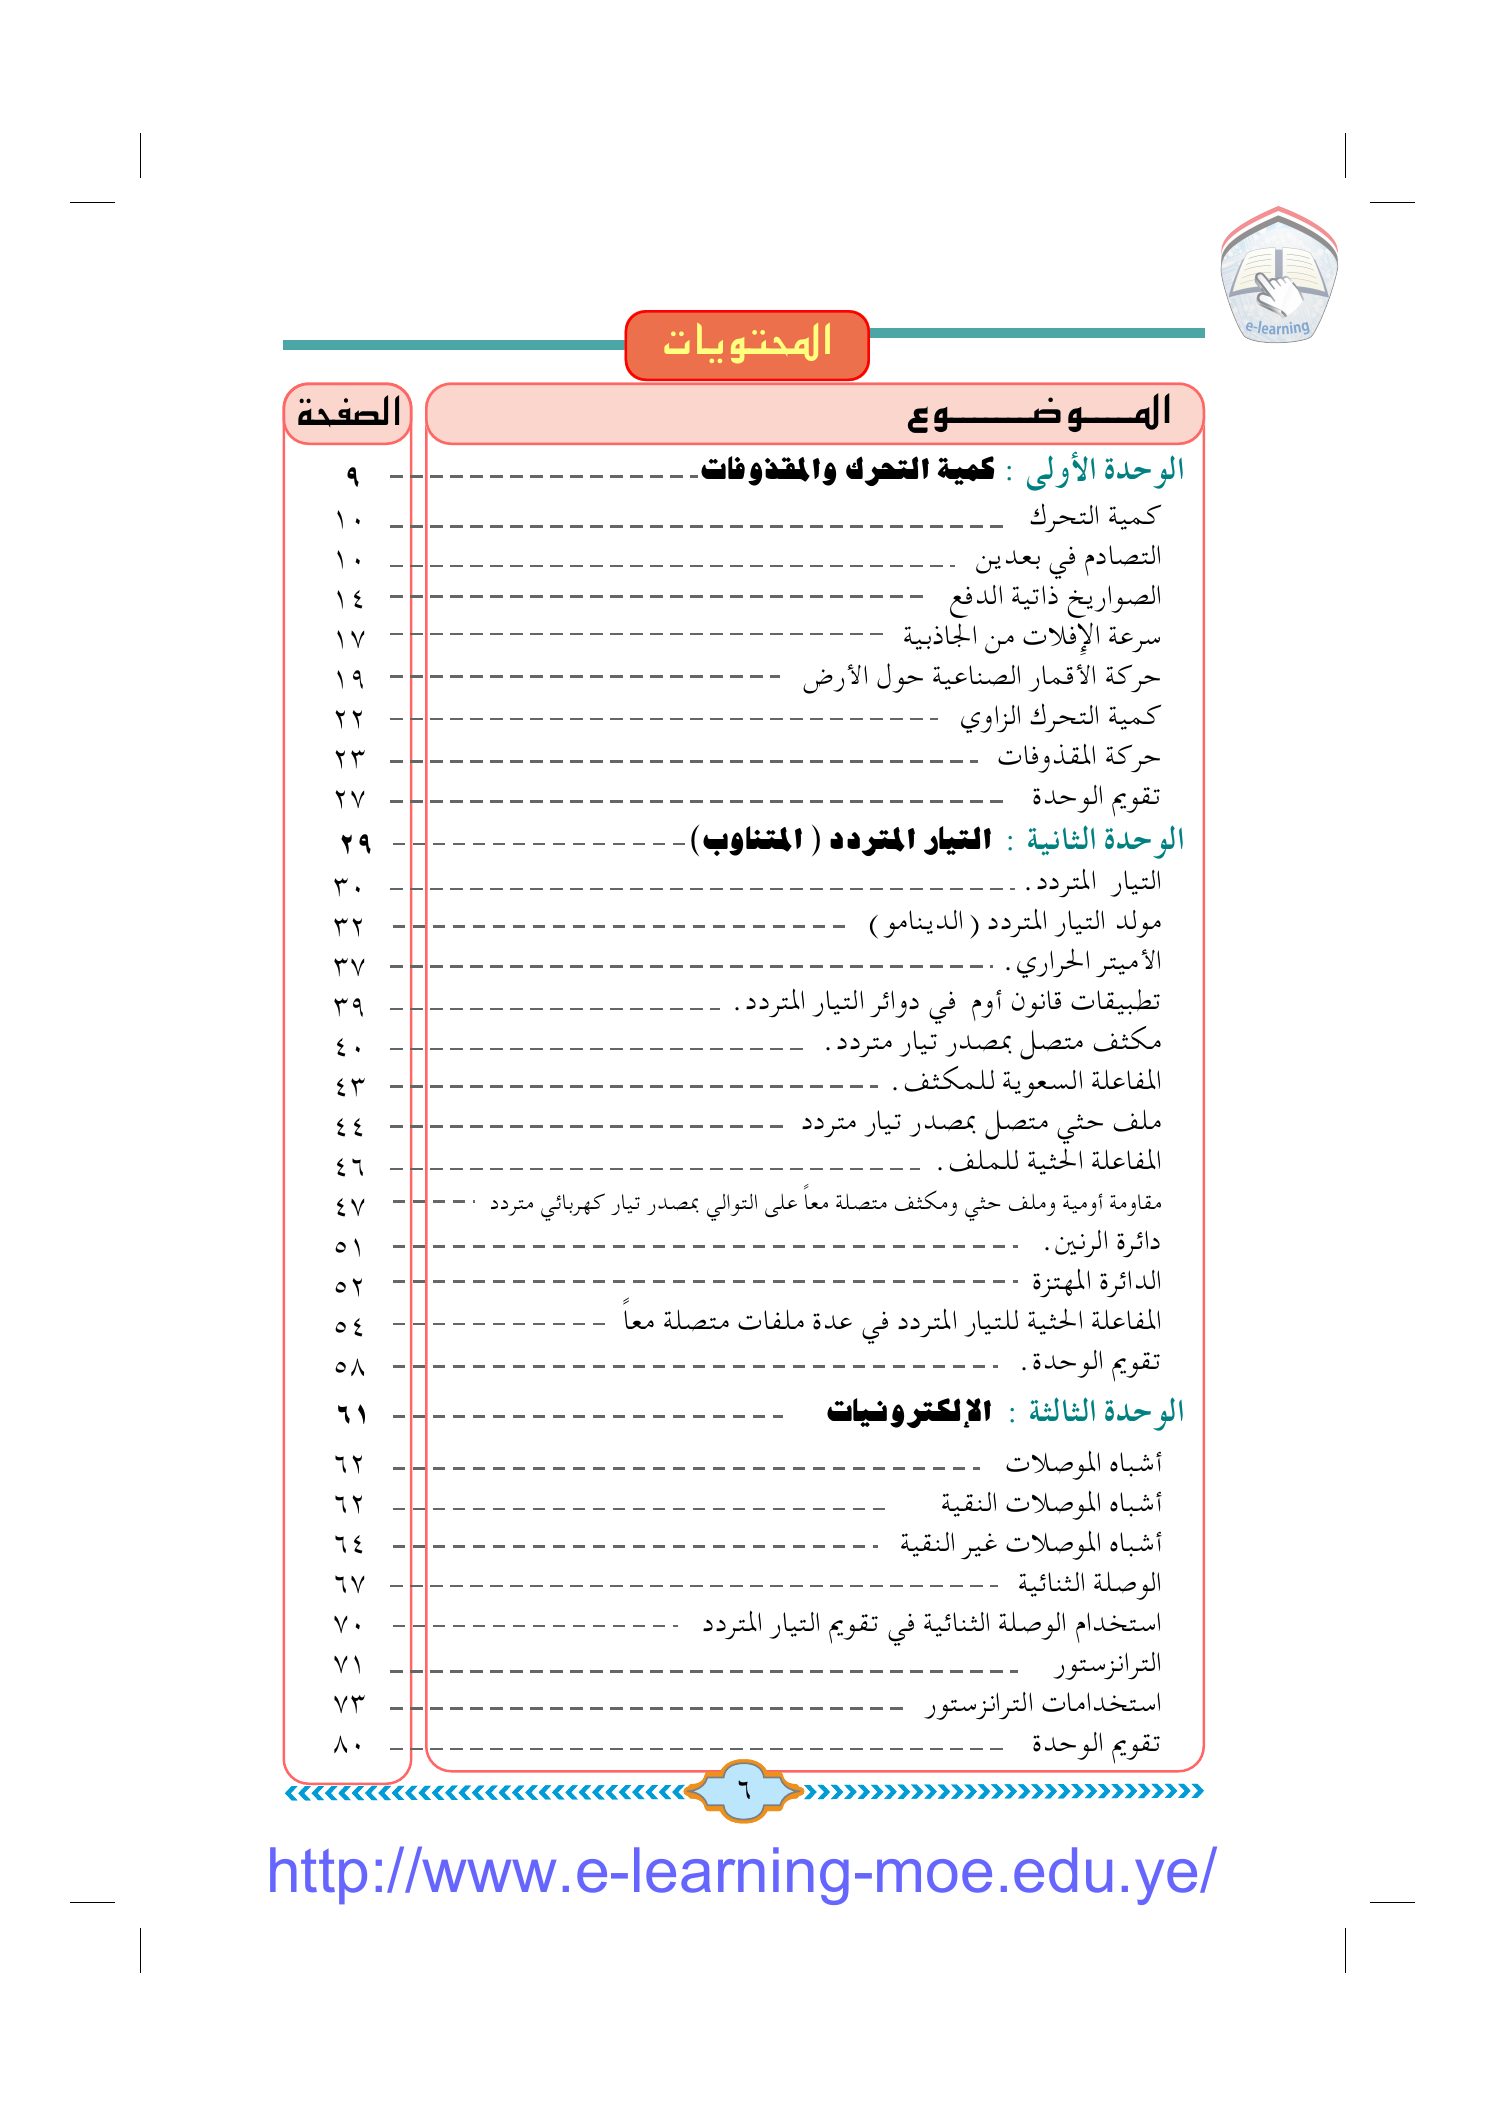 e-learning
المحتويات
الموضوع الصفحة
الوحدة الأولى : كمية التحرك والمقذوفات ٩
كمية التحرك ١٠
التصادم في بعدين ١٠
الصواريخ ذاتية الدفع ١٤
سرعة الإفلات من الجاذبية ١٧
حركة الأقمار الصناعية حول الأرض ١٩
كمية التحرك الزاوي ٢٢
حركة المقذوفات ٢٣
تقويم الوحدة ٢٧
الوحدة الثانية : التيار المتردد ( المتناوب) ٢٩
التيار المتردد . ٣٠
مولد التيار المتردد ( الدينامو ) ٣٢
الأميتر الحراري . ٣٧
تطبيقات قانون أوم في دوائر التيار المتردد . ٣٩
مكثف متصل بمصدر تيار متردد . ٤٠
المفاعلة السعوية للمكثف . ٤٣
ملف حثي متصل بمصدر تيار متردد ٤٤
المفاعلة الحثية للملف . ٤٦
مقاومة أومية وملف حثي ومكثف متصلة معاً على التوالي بمصدر تيار كهربائي متردد ٤٧
دائرة الرنين . ٥١
الدائرة المهتزة ٥٢
المفاعلة الحثية للتيار المتردد في عدة ملفات متصلة معاً ٥٤
تقويم الوحدة . ٥٨
الوحدة الثالثة : الإلكترونيات ٦١
أشباه الموصلات ٦٢
أشباه الموصلات النقية ٦٢
أشباه الموصلات غير النقية ٦٤
الوصلة الثنائية ٦٧
استخدام الوصلة الثنائية في تقويم التيار المتردد ٧٠
الترانزستور ٧١
استخدامات الترانزستور ٧٣
تقويم الوحدة ٨٠
٦
http://www.e-learning-moe.edu.ye/